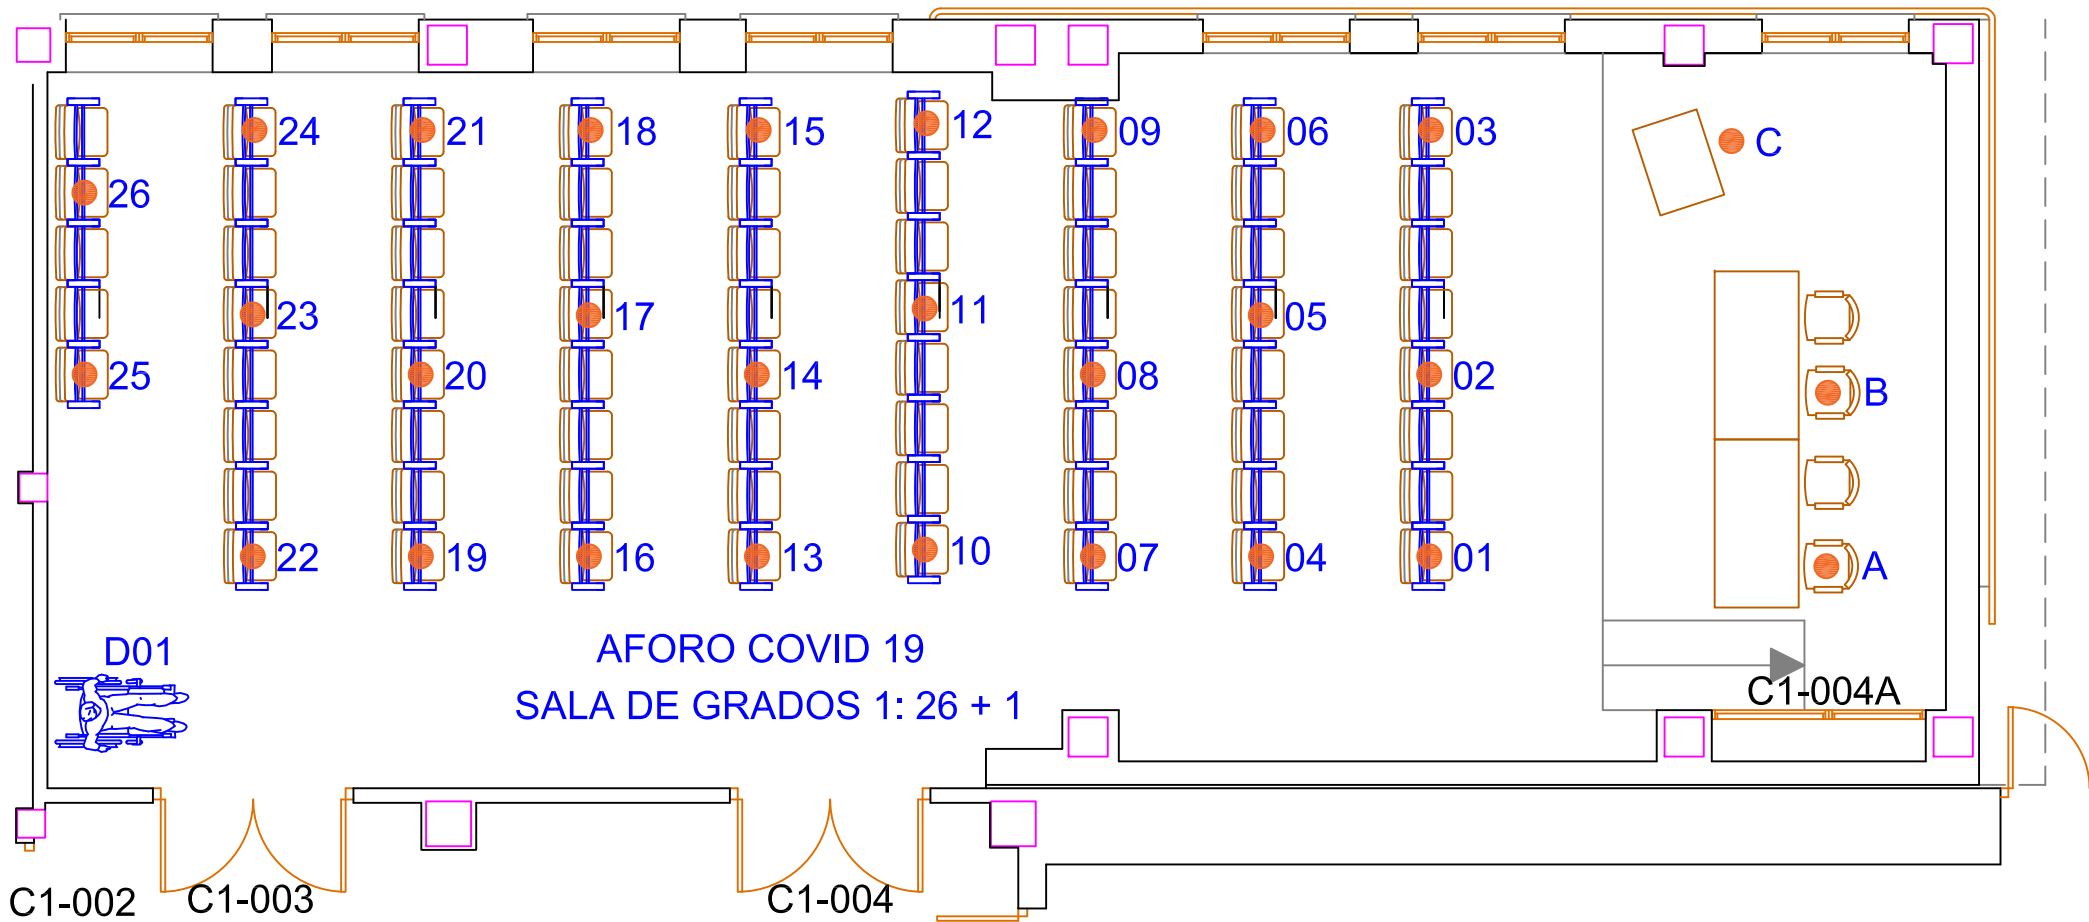 24 21 18 15 12 09 06 03 C
26
23 17 11 05
25 20 14 08 02 B
22 19 16 13 10 07 04 01 A
D01
AFORO COVID 19
SALA DE GRADOS 1: 26 + 1
C1-004A
C1-002 C1-003 C1-004